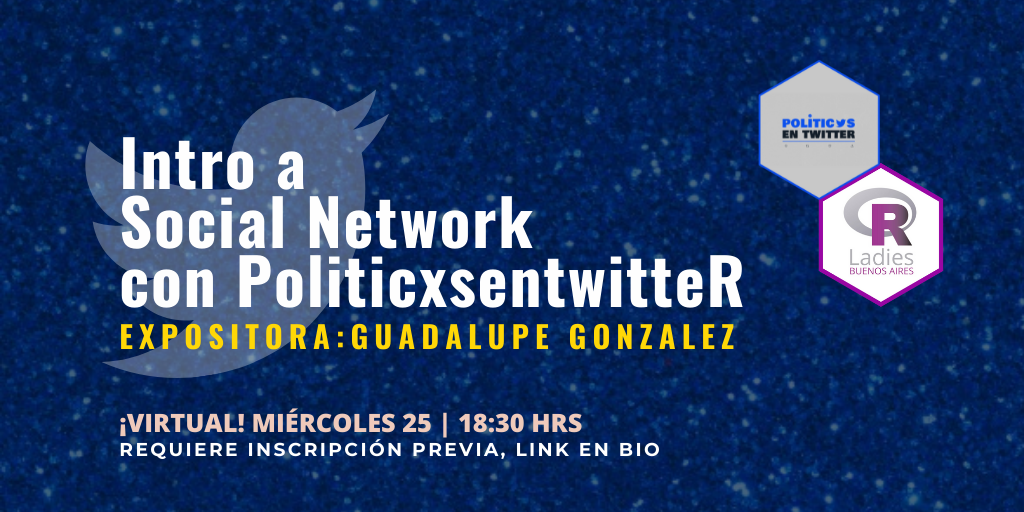 Intro a
Social Network
con PoliticxsentwitteR
EXPOSITORA:GUADALUPE GONZALEZ
¡VIRTUAL! MIÉRCOLES 25 | 18:30 HRS
REQUIERE INSCRIPCIÓN PREVIA, LINK EN BIO
POLÍTICOS
EN TWITTER
R
Ladies
BUENOS AIRES